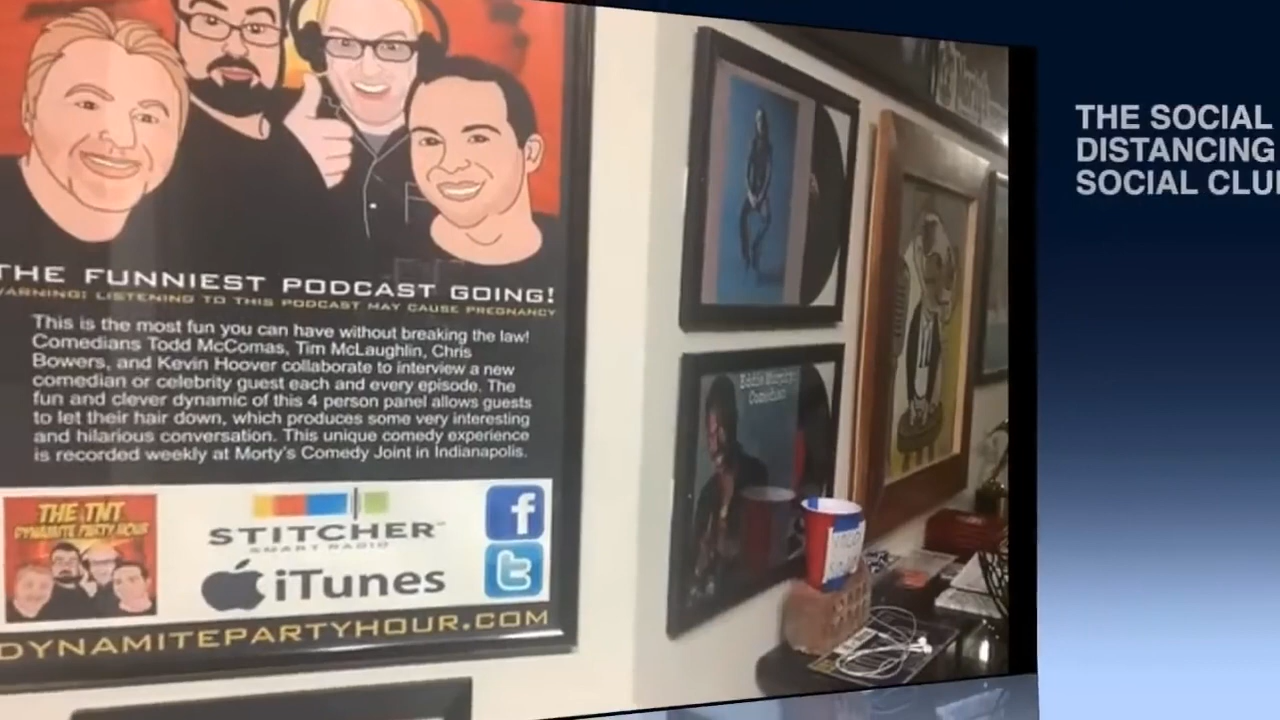 THE FUNNIEST PODCAST GOING!
WARNING: LISTENING TO THIS PODCAST MAY CAUSE PREGNANCY
This is the most fun you can have without breaking the law!
Comedians Todd McComas, Tim McLaughlin, Chris
Bowers, and Kevin Hoover collaborate to interview a new
comedian or celebrity guest each and every episode. The
fun and clever dynamic of this 4 person panel allows guests
to let their hair down, which produces some very interesting
and hilarious conversation. This unique comedy experience
is recorded weekly at Morty's Comedy Joint in Indianapolis.
THE TNT
DYNAMITE PARTY HOUR
STITCHER
SMART RADIO
iTunes
DYNAMITEPARTYHOUR.COM
Eddie Murphy:
Comedian
THE SOCIAL
DISTANCING
SOCIAL CLU